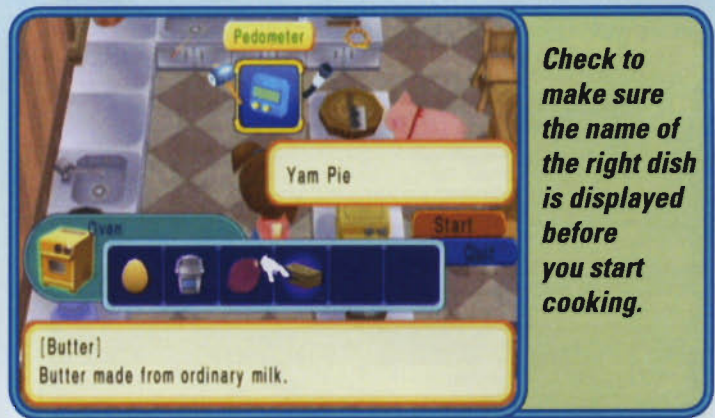 Pedometer
Yam Pie
Oven
Start
Quit
[Butter]
Butter made from ordinary milk.
Check to
make sure
the name of
the right dish
is displayed
before
you start
cooking.